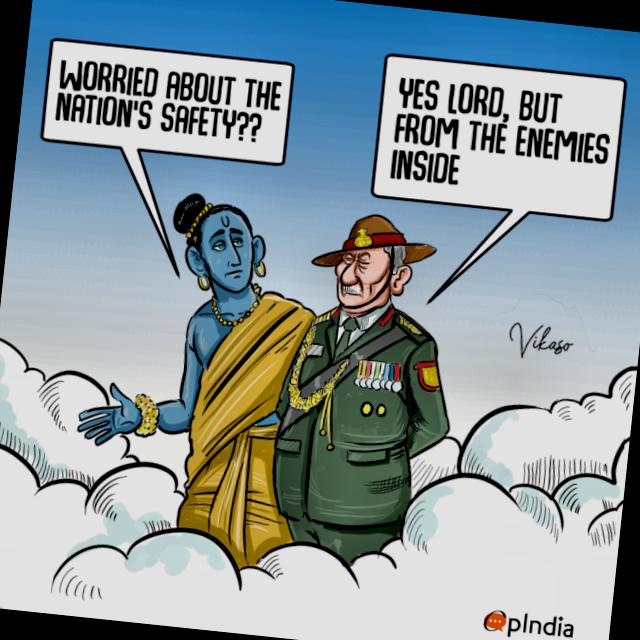 WORRIED ABOUT THE
NATION'S SAFETY??
YES LORD, BUT
FROM THE ENEMIES
INSIDE
Vikaso
OpIndia